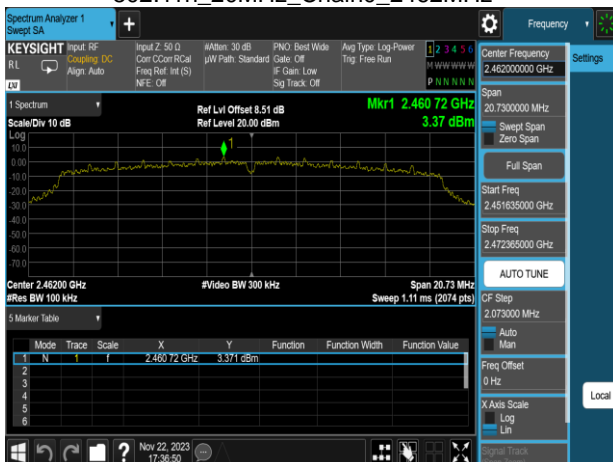 Spectrum Analyzer 1
Swept SA
+
Frequency
KEYSIGHT
RL
LXI
Input: RF
Coupling: DC
Align: Auto
Input Z: 50 Ω
Corr CCorr RCal
Freq Ref: Int (S)
NFE: Off
#Atten: 30 dB
µW Path: Standard
PNO: Best Wide
Gate: Off
IF Gain: Low
Sig Track: Off
Avg Type: Log-Power
Trig: Free Run
1 2 3 4 5 6
M W W W W W
P N N N N N
1 Spectrum
Scale/Div 10 dB
Ref Lvl Offset 8.51 dB
Ref Level 20.00 dBm
Mkr1 2.460 72 GHz
3.37 dBm
Log
10.0
0.00
-10.0
-20.0
-30.0
-40.0
-50.0
-60.0
-70.0
1
Center 2.46200 GHz
#Res BW 100 kHz
#Video BW 300 kHz
Span 20.73 MHz
Sweep 1.11 ms (2074 pts)
5 Marker Table
Mode Trace Scale X Y Function Function Width Function Value
1 N 1 f 2.460 72 GHz 3.371 dBm
2
3
4
5
6
Nov 22, 2023
17:36:50
Center Frequency
2.462000000 GHz
Settings
Span
20.7300000 MHz
Swept Span
Zero Span
Full Span
Start Freq
2.451635000 GHz
Stop Freq
2.472365000 GHz
AUTO TUNE
CF Step
2.073000 MHz
Auto
Man
Freq Offset
0 Hz
X Axis Scale
Log
Lin
Local
Signal Track